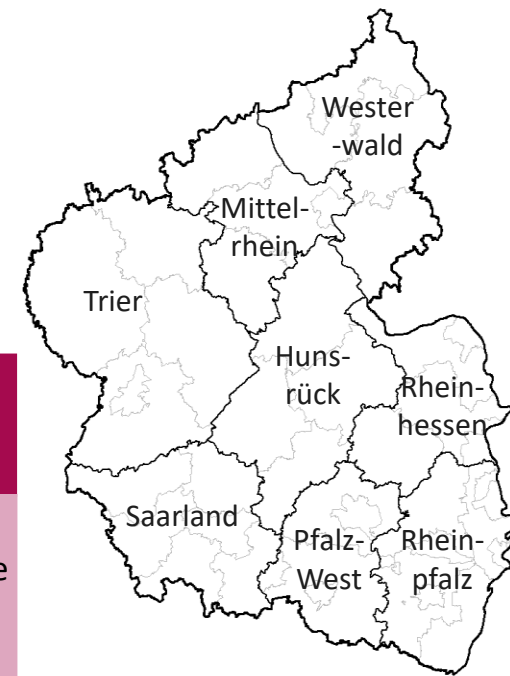 Wester
-wald
Mittel-
rhein
Trier
Huns-
rück
Rhein-
hessen
Saarland
Pfalz-
West
Rhein-
pfalz
e